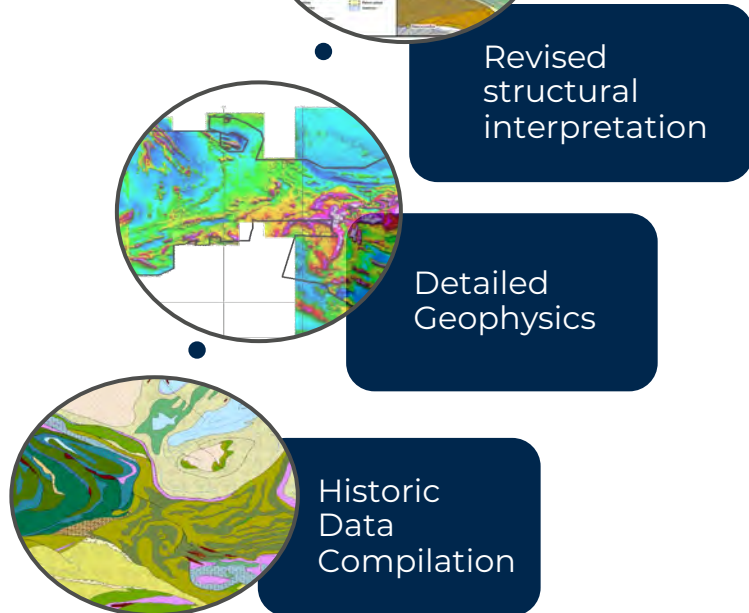 Revised
structural
interpretation
Detailed
Geophysics
Historic
Data
Compilation